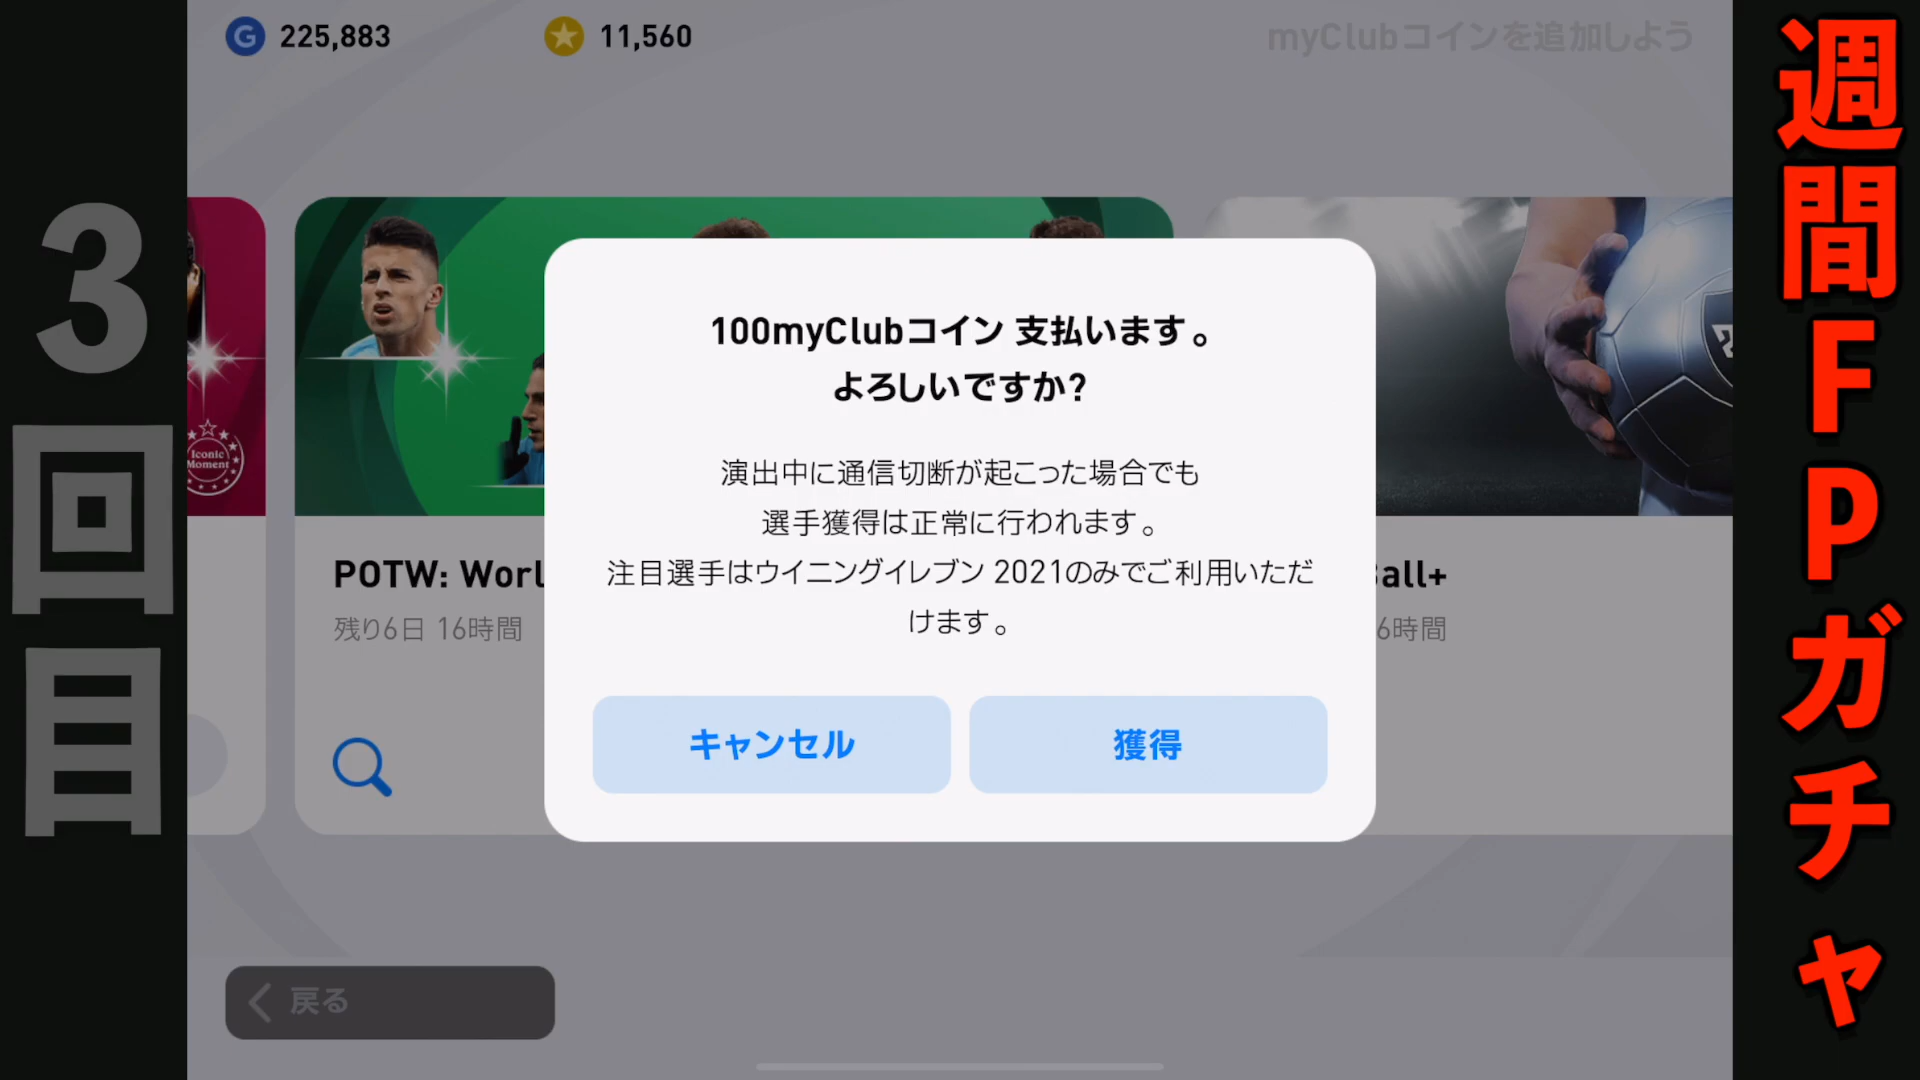 225,883
11,560
myClubコインを追加しよう
3回目
週間FPガチャ
Iconic
Moment
100myClubコイン 支払います。
よろしいですか?
演出中に通信切断が起こった場合でも
選手獲得は正常に行われます。
注目選手はウイニングイレブン 2021のみでご利用いただ
けます。
キャンセル
獲得
POTW: Worl
残り6日 16時間
all+
6時間
戻る